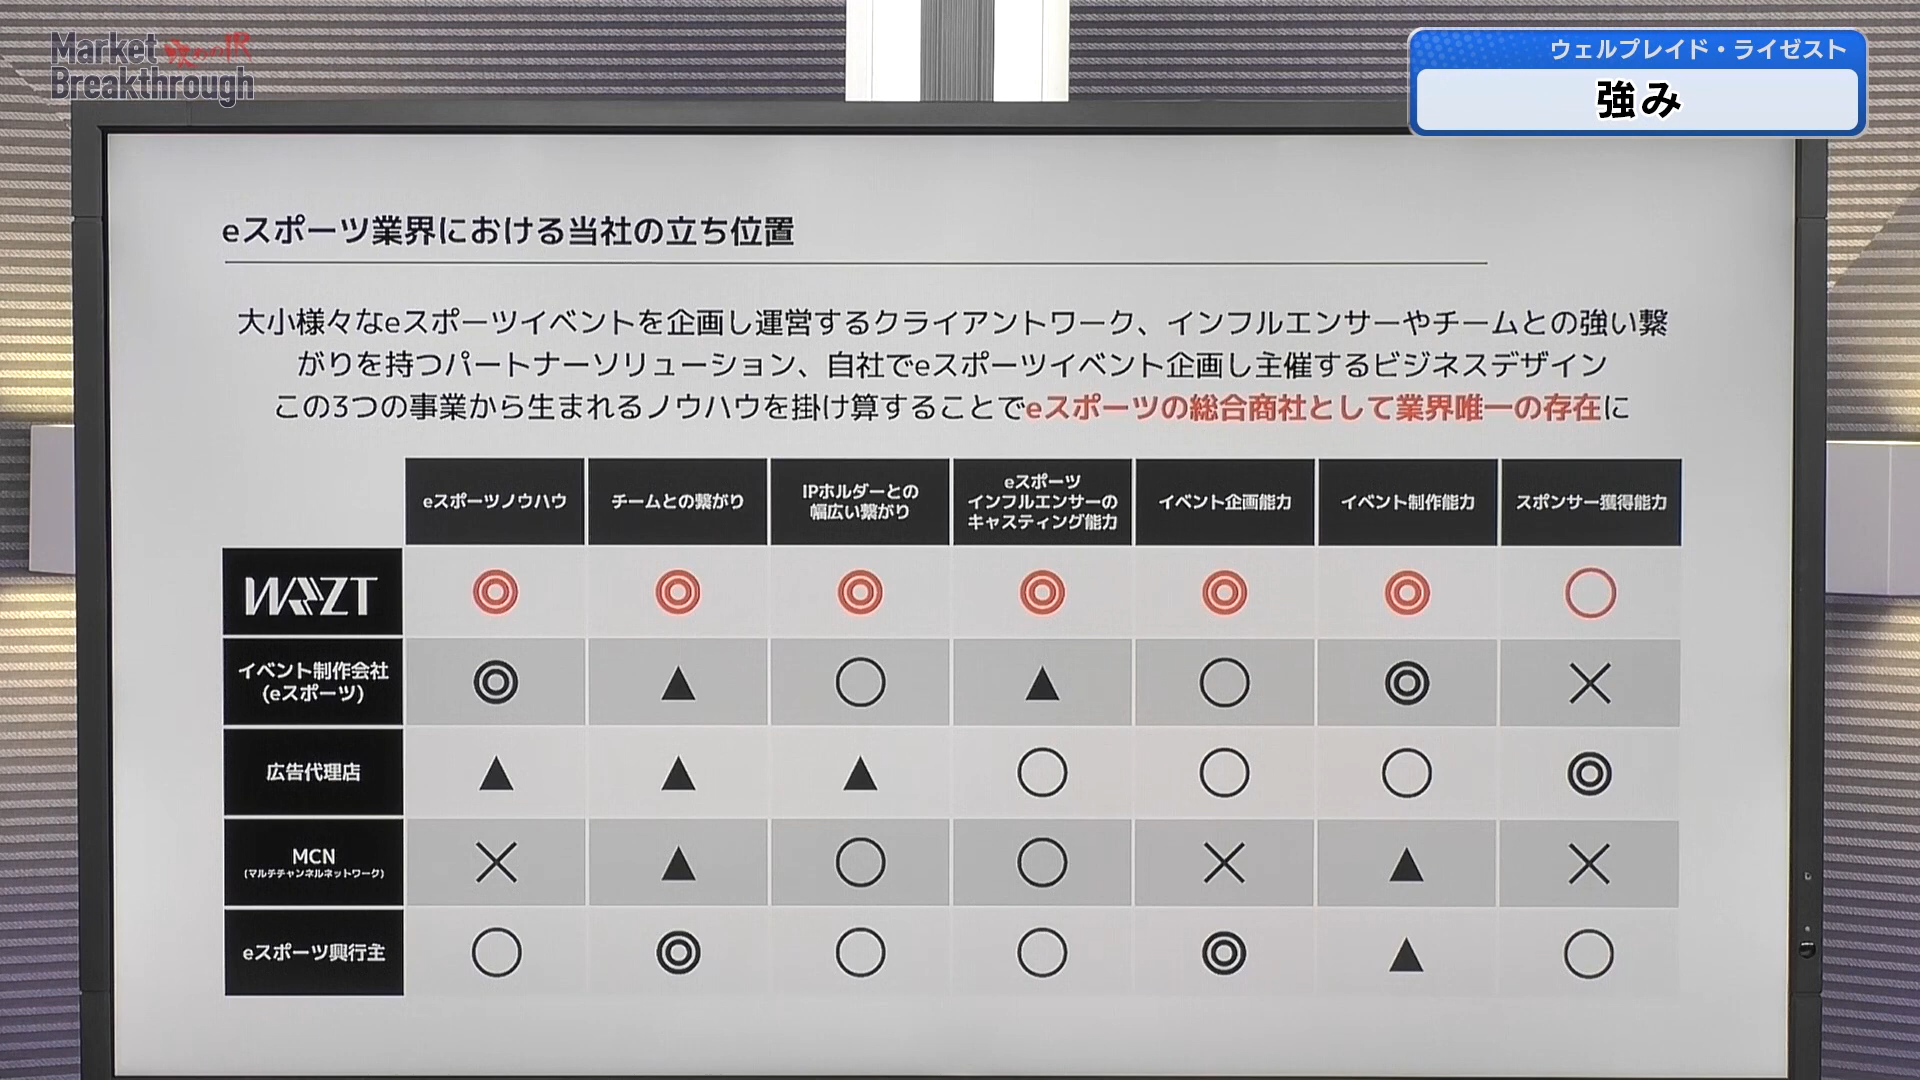 Market
Breakthrough
ウェルプレイド・ライゼスト
強み
eスポーツ業界における当社の立ち位置
大小様々なeスポーツイベントを企画し運営するクライアントワーク、インフルエンサーやチームとの強い繋
がりを持つパートナーソリューション、自社でeスポーツイベント企画し主催するビジネスデザイン
この3つの事業から生まれるノウハウを掛け算することでeスポーツの総合商社として業界唯一の存在に
eスポーツノウハウ
チームとの繋がり
IPホルダーとの
幅広い繋がり
eスポーツ
インフルエンサーの
キャスティング能力
イベント企画能力
イベント制作能力
スポンサー獲得能力
WRZT ◎ ◎ ◎ ◎ ◎ ◎ ○
イベント制作会社
(eスポーツ) ◎ ▲ ○ ▲ ○ ◎ ×
広告代理店 ▲ ▲ ▲ ○ ○ ○ ◎
MCN
(マルチチャンネルネットワーク) × ▲ ○ ○ × ▲ ×
eスポーツ興行主 ○ ◎ ○ ○ ◎ ▲ ○